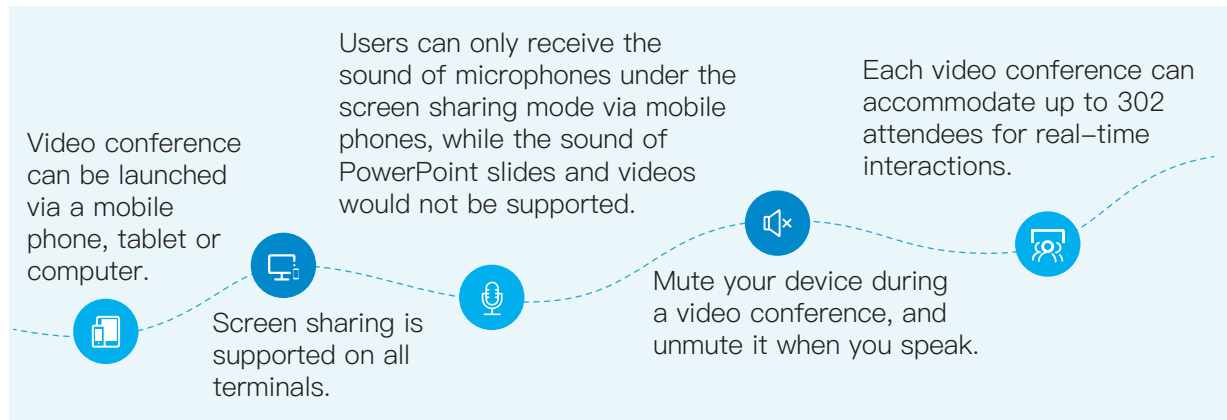 Video conference
can be launched
via a mobile
phone, tablet or
computer.
Screen sharing is
supported on all
terminals.
Users can only receive the
sound of microphones under the
screen sharing mode via mobile
phones, while the sound of
PowerPoint slides and videos
would not be supported.
Mute your device during
a video conference, and
unmute it when you speak.
Each video conference can
accommodate up to 302
attendees for real-time
interactions.